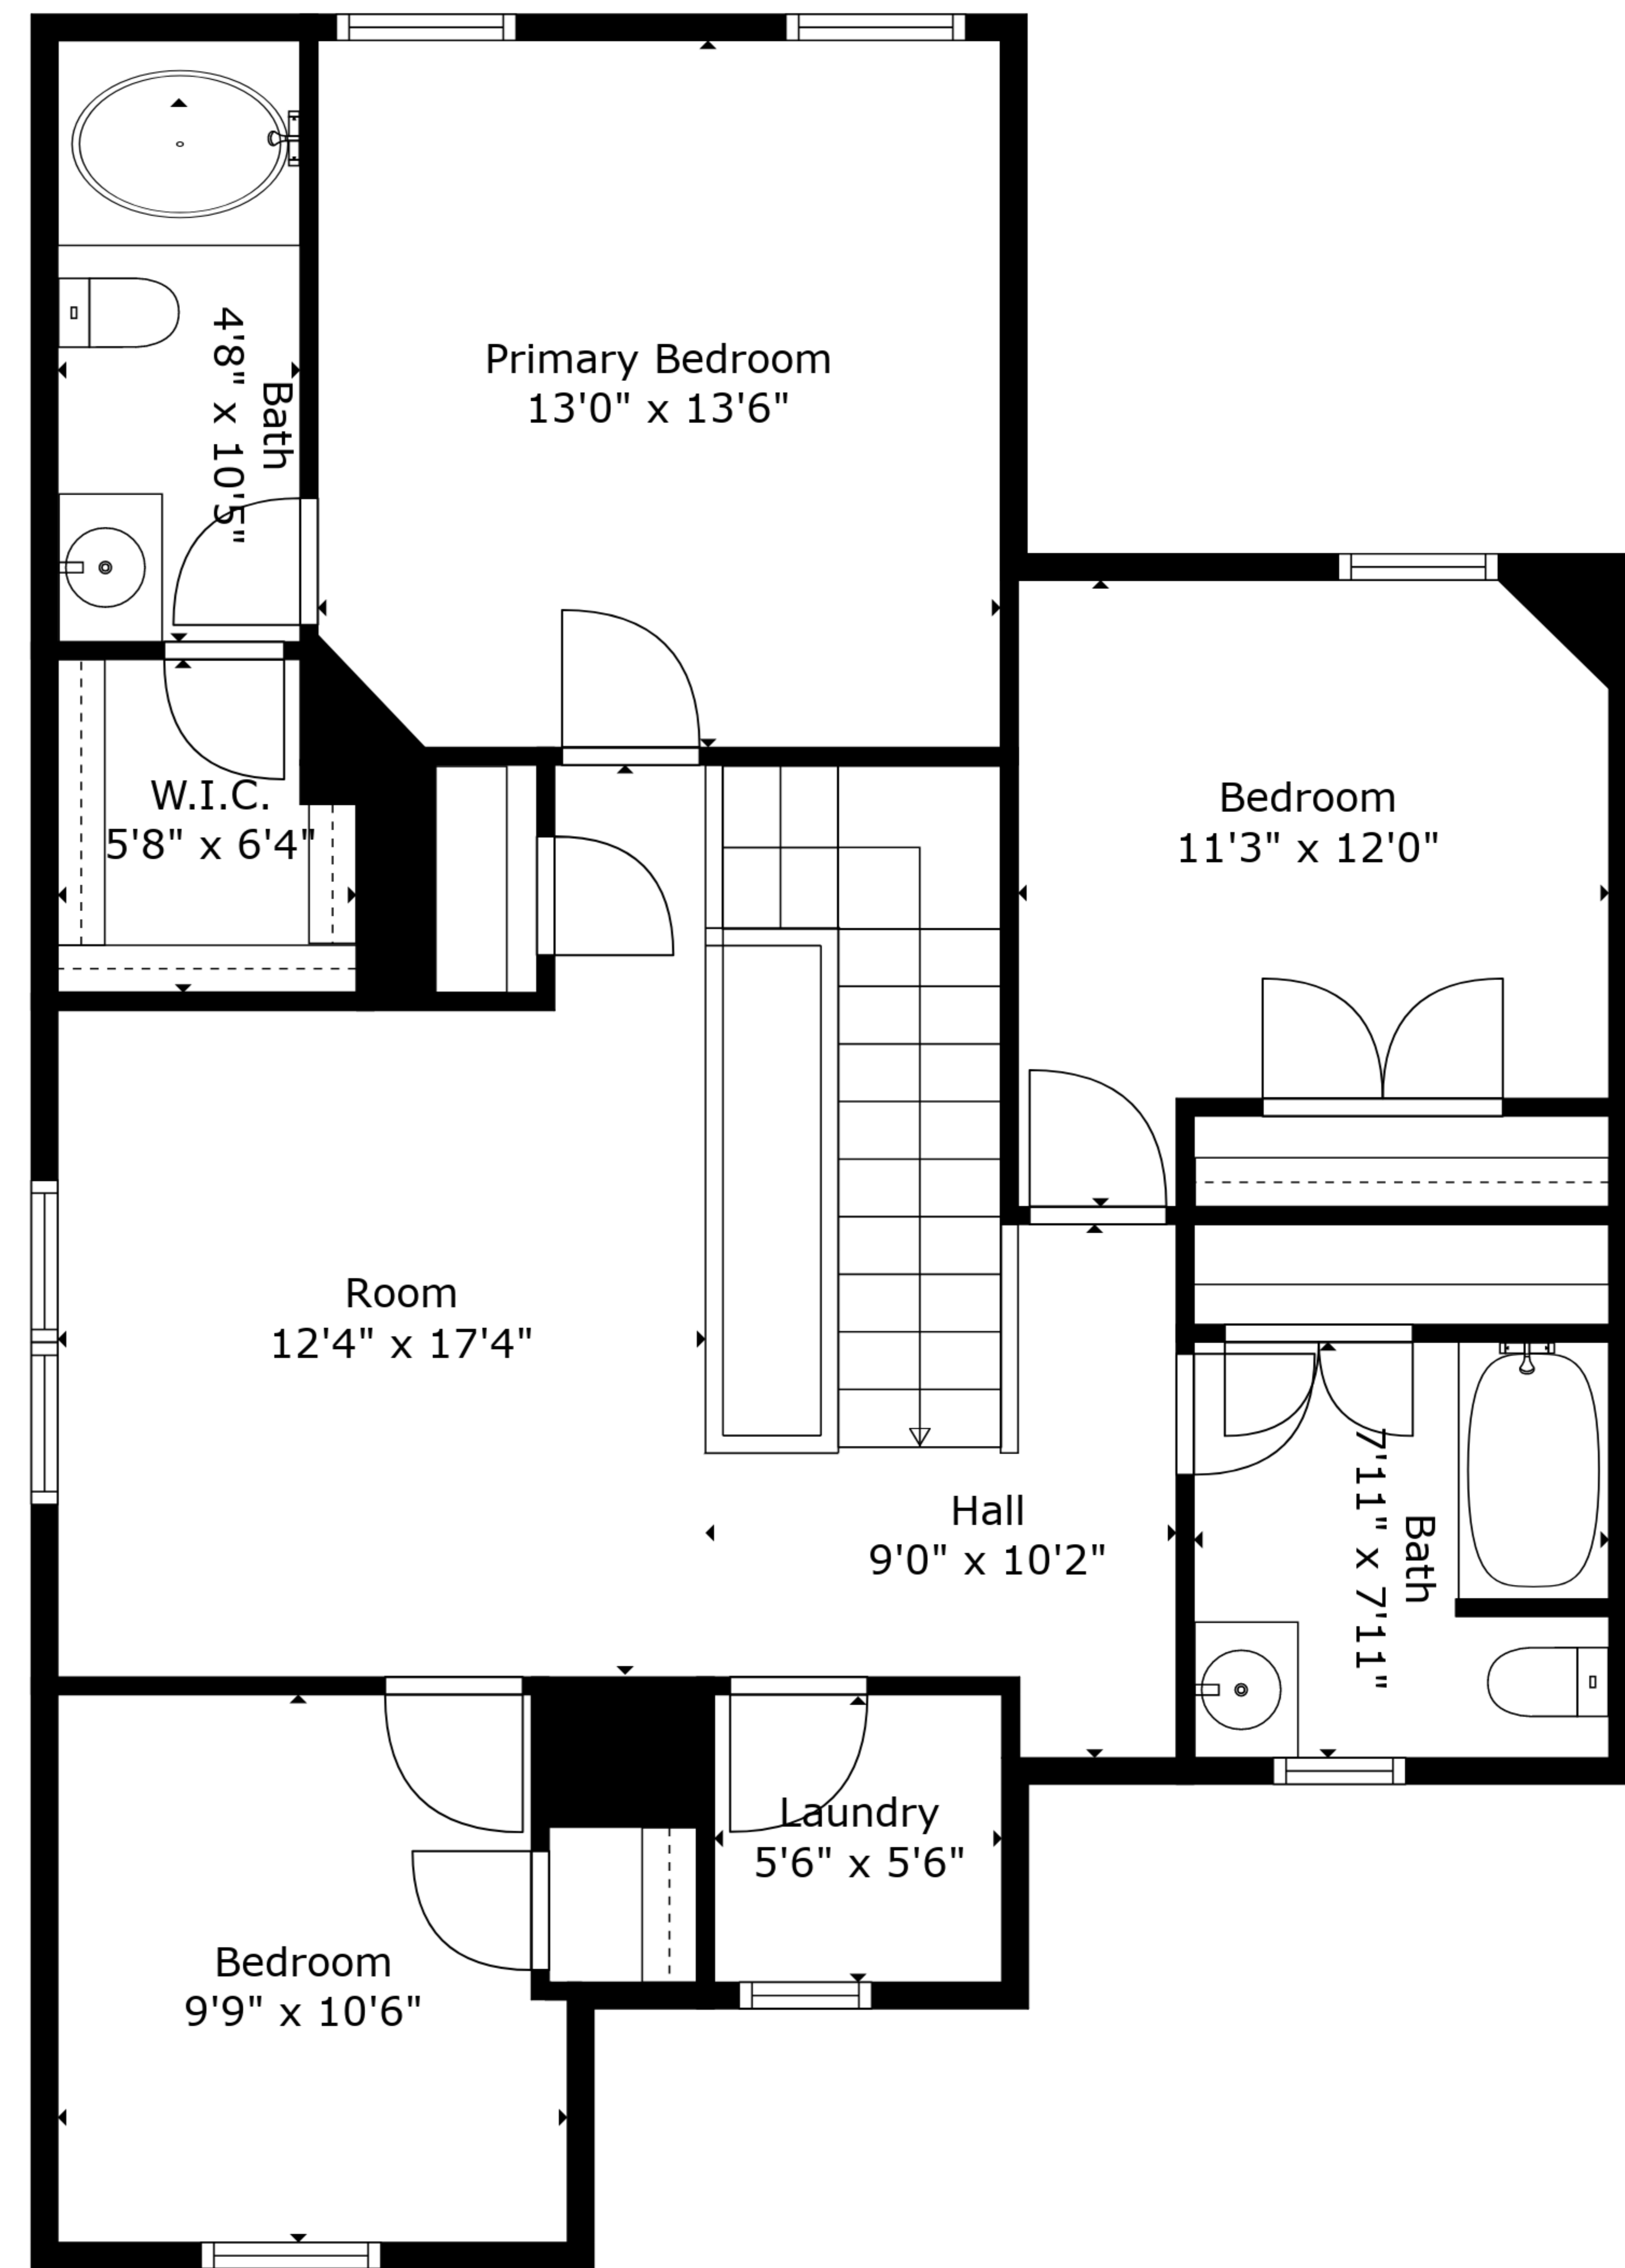 Primary Bedroom
13'0" x 13'6"
Bath
4'8" x 10'5"
W.I.C.
5'8" x 6'4"
Bedroom
11'3" x 12'0"
Room
12'4" x 17'4"
Hall
9'0" x 10'2"
Bath
7'11" x 7'11"
Laundry
5'6" x 5'6"
Bedroom
9'9" x 10'6"